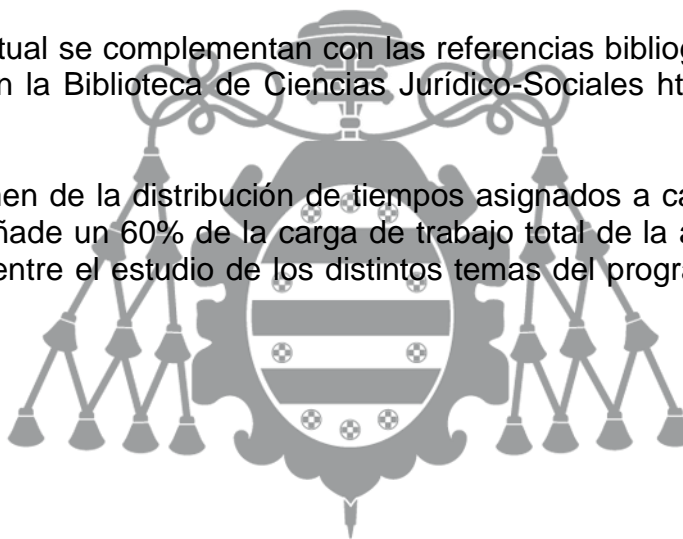 tual se complementan con las referencias bibliog
n la Biblioteca de Ciencias Jurídico-Sociales ht
nen de la distribución de tiempos asignados a ca
ñade un 60% de la carga de trabajo total de la a
entre el estudio de los distintos temas del progra